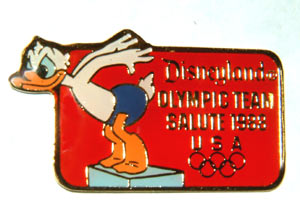 Disneyland
OLYMPIC TEAM
SALUTE 1988
USA